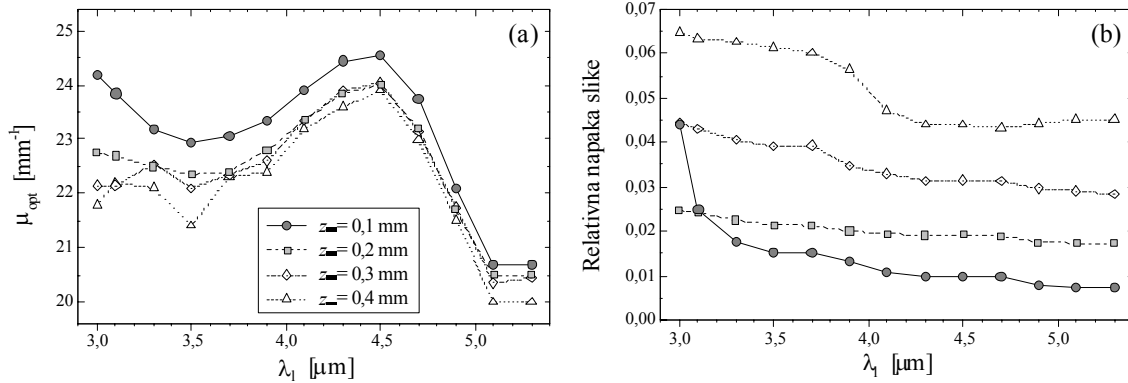 (a)
25
24
23
22
21
20
μopt [mm-1]
3,0 3,5 4,0 4,5 5,0
λl [μm]
z = 0,1 mm
z = 0,2 mm
z = 0,3 mm
z = 0,4 mm
(b)
0,07
0,06
0,05
0,04
0,03
0,02
0,01
0,00
Relativna napaka slike
3,0 3,5 4,0 4,5 5,0
λl [μm]